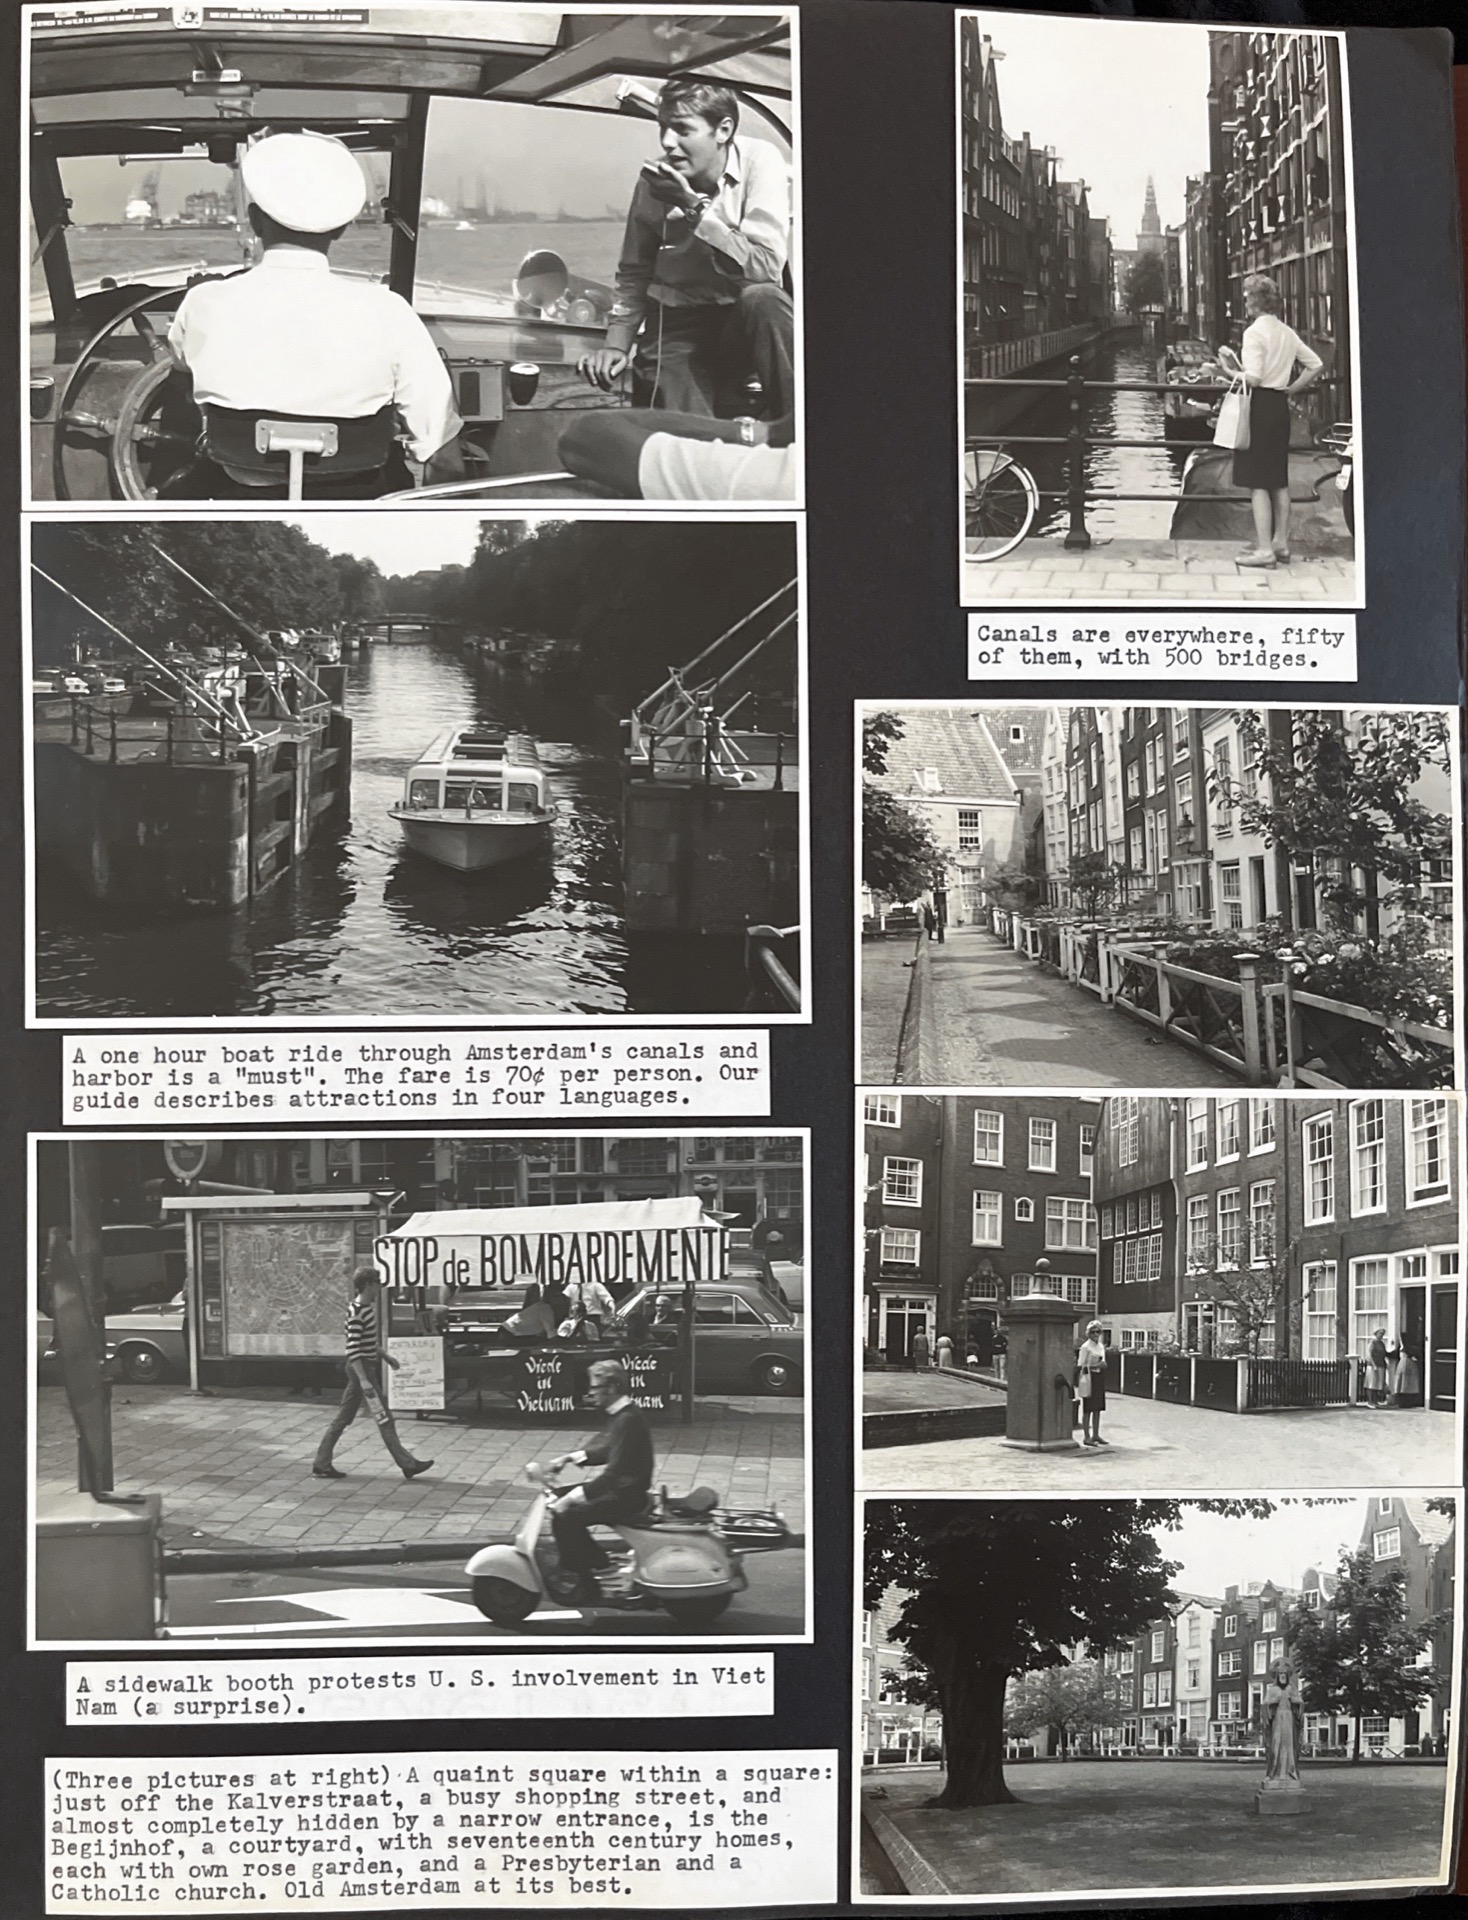 Canals are everywhere, fifty
of them, with 500 bridges.
A one hour boat ride through Amsterdam's canals and
harbor is a "must". The fare is 70¢ per person. Our
guide describes attractions in four languages.
STOP de BOMBARDEMENTE
JULI
Vrede
in
Vietnam
Vrede
in
nam
A sidewalk booth protests U. S. involvement in Viet
Nam (a surprise).
(Three pictures at right) A quaint square within a square:
just off the Kalverstraat, a busy shopping street, and
almost completely hidden by a narrow entrance, is the
Begijnhof, a courtyard, with seventeenth century homes,
each with own rose garden, and a Presbyterian and a
Catholic church. Old Amsterdam at its best.